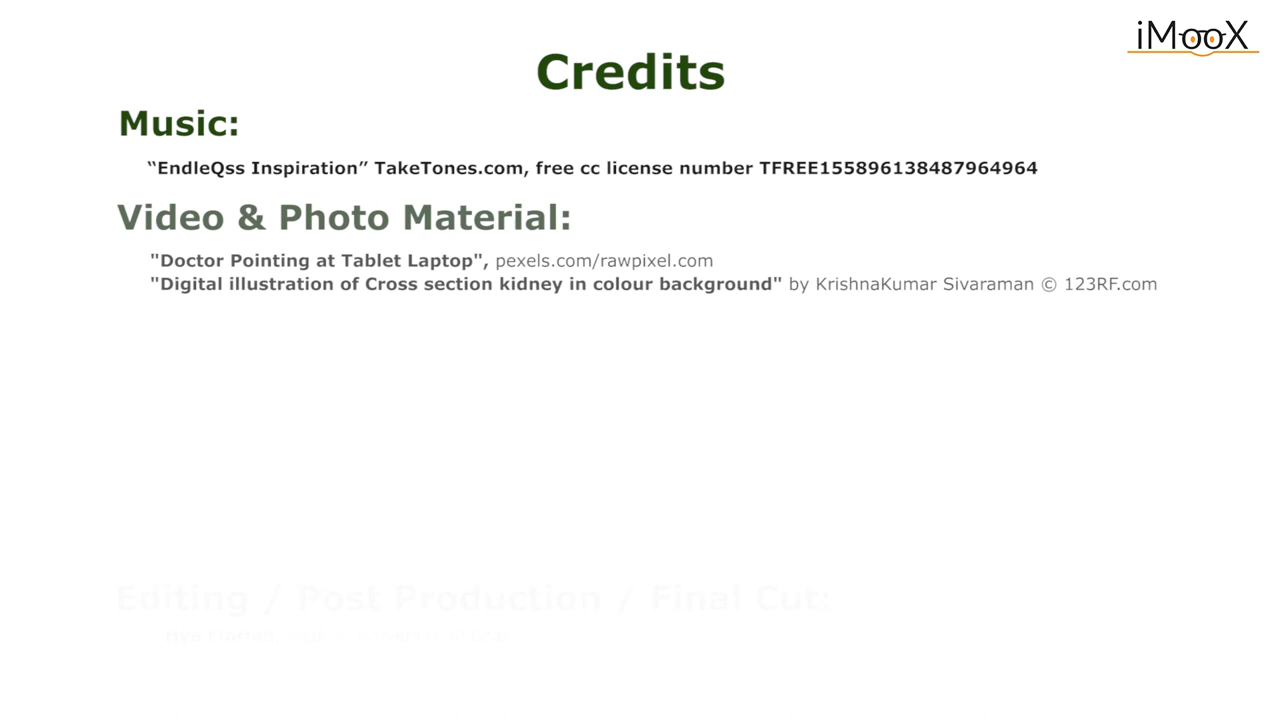 iMooX
Credits
Music:
“EndleQss Inspiration” TakeTones.com, free cc license number TFREE155896138487964964
Video & Photo Material:
"Doctor Pointing at Tablet Laptop", pexels.com/rawpixel.com
"Digital illustration of Cross section kidney in colour background" by KrishnaKumar Sivaraman © 123RF.com
Editing / Post Production / Final Cut: